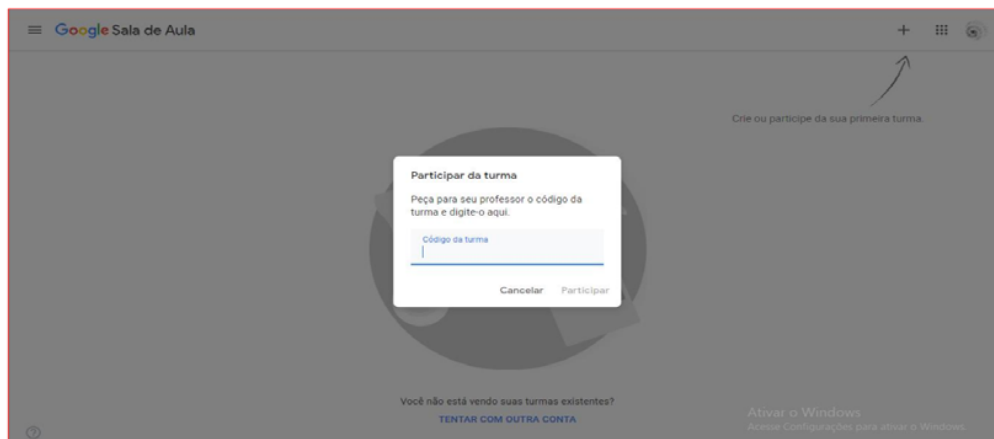 Google Sala de Aula
Crie ou participe da sua primeira turma.
Participar da turma
Peça para seu professor o código da
turma e digite-o aqui.
Código da turma
Cancelar Participar
Você não está vendo suas turmas existentes?
TENTAR COM OUTRA CONTA
Ativar o Windows
Acesse Configurações para ativar o Windows.